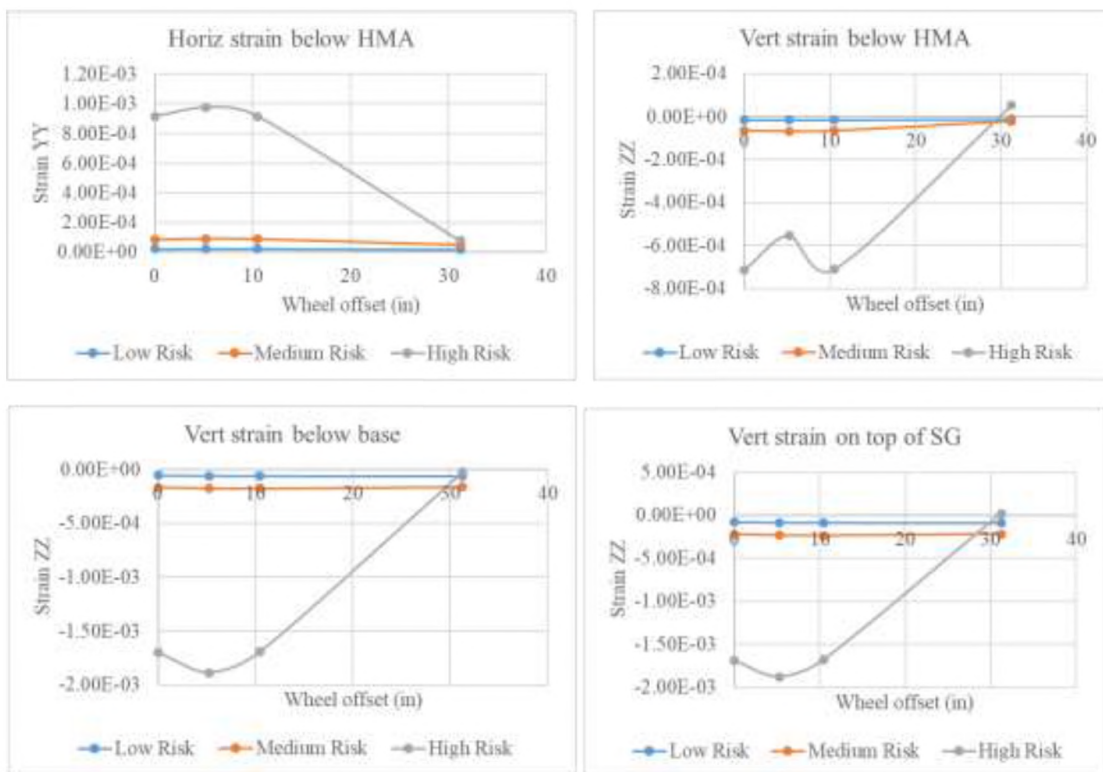 Horiz strain below HMA
1.20E-03
1.00E-03
8.00E-04
6.00E-04
4.00E-04
2.00E-04
0.00E+00
Strain YY
0 10 20 30 40
Wheel offset (in)
Low Risk Medium Risk High Risk
Vert strain below HMA
2.00E-04
0.00E+00
-2.00E-04
-4.00E-04
-6.00E-04
-8.00E-04
Strain ZZ
0 10 20 30 40
Wheel offset (in)
Low Risk Medium Risk High Risk
Vert strain below base
0.00E+00
-5.00E-04
-1.00E-03
-1.50E-03
-2.00E-03
Strain ZZ
0 10 20 30 40
Wheel offset (in)
Low Risk Medium Risk High Risk
Vert strain on top of SG
5.00E-04
0.00E+00
-5.00E-04
-1.00E-03
-1.50E-03
-2.00E-03
Strain ZZ
0 10 20 30 40
Wheel offset (in)
Low Risk Medium Risk High Risk